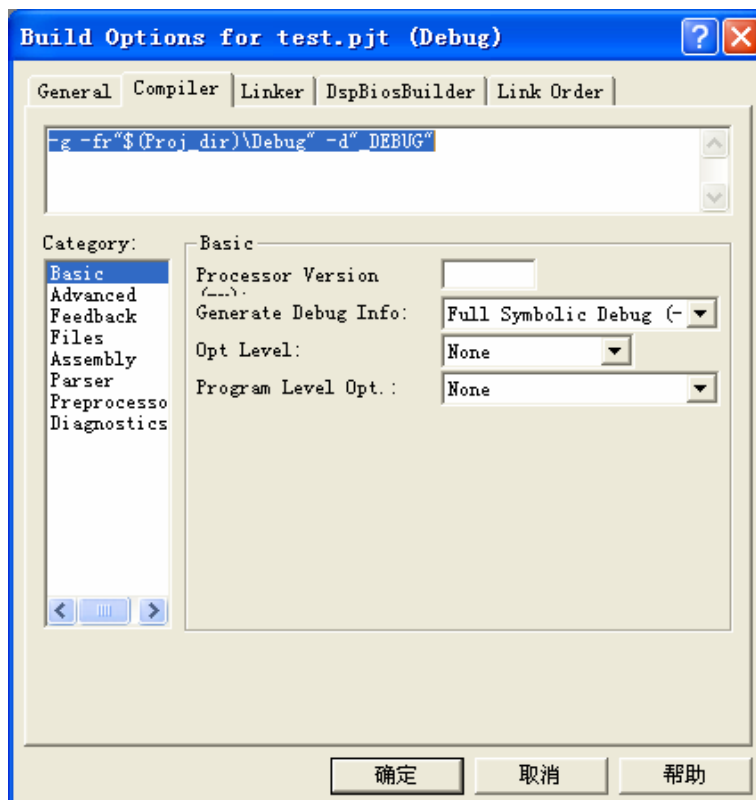 Build Options for test.pjt (Debug)
General Compiler Linker DspBiosBuilder Link Order
-g -fr"$(Proj_dir)\Debug" -d"_DEBUG"
Category:
Basic
Advanced
Feedback
Files
Assembly
Parser
Preprocesso
Diagnostics
Basic
Processor Version
Generate Debug Info: Full Symbolic Debug (-
Opt Level: None
Program Level Opt.: None
确定 取消 帮助